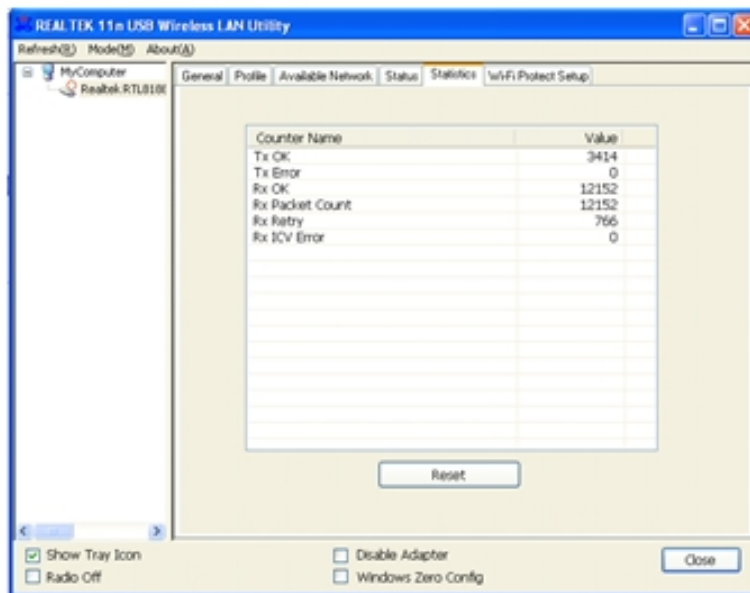 REALTEK 11n USB Wireless LAN Utility
Refresh(R) Mode(M) About(A)
MyComputer
General Profile Available Network Status Statistics Wi-Fi Protect Setup
Counter Name Value
Tx OK 3414
Tx Error 0
Rx OK 12152
Rx Packet Count 12152
Rx Retry 766
Rx ICV Error 0
Reset
Show Tray Icon
Disable Adapter
Close
Radio Off
Windows Zero Config